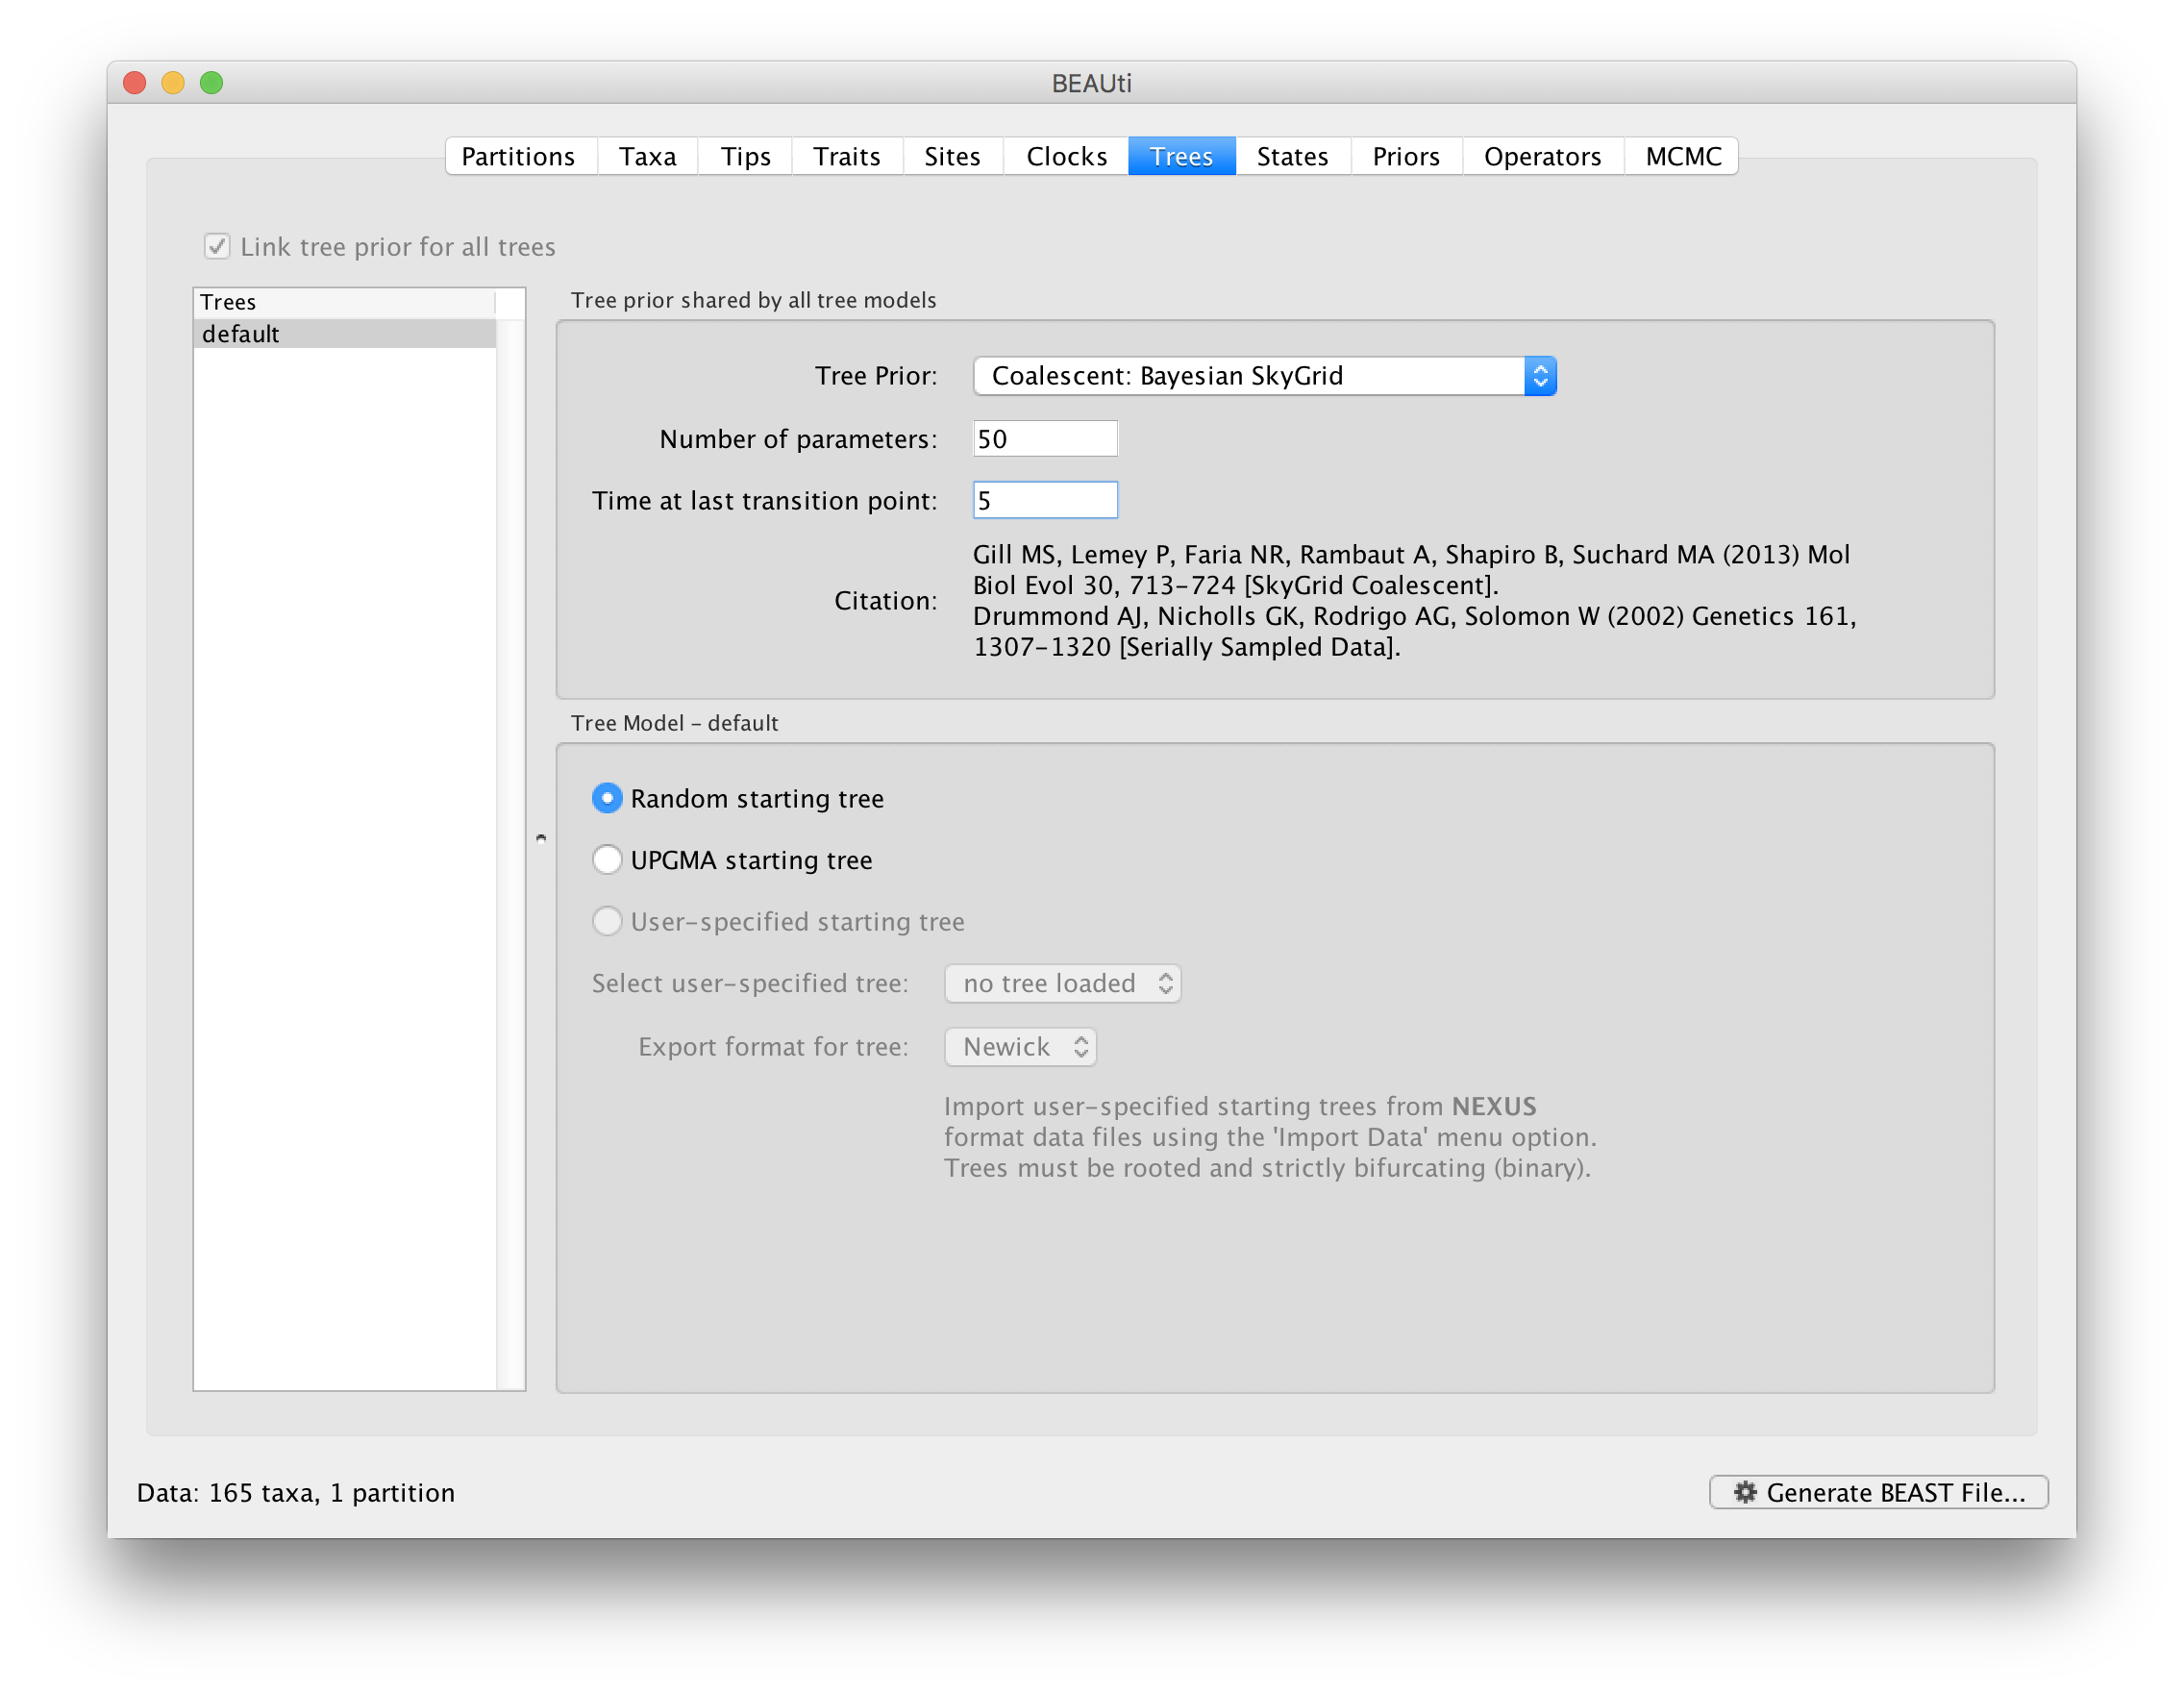 BEAUti
Partitions Taxa Tips Traits Sites Clocks Trees States Priors Operators MCMC
Link tree prior for all trees
Trees
default
Tree prior shared by all tree models
Tree Prior: Coalescent: Bayesian SkyGrid
Number of parameters: 50
Time at last transition point: 5
Citation:
Gill MS, Lemey P, Faria NR, Rambaut A, Shapiro B, Suchard MA (2013) Mol
Biol Evol 30, 713-724 [SkyGrid Coalescent].
Drummond AJ, Nicholls GK, Rodrigo AG, Solomon W (2002) Genetics 161,
1307-1320 [Serially Sampled Data].
Tree Model - default
Random starting tree
UPGMA starting tree
User-specified starting tree
Select user-specified tree: no tree loaded
Export format for tree: Newick
Import user-specified starting trees from NEXUS
format data files using the 'Import Data' menu option.
Trees must be rooted and strictly bifurcating (binary).
Data: 165 taxa, 1 partition
Generate BEAST File...